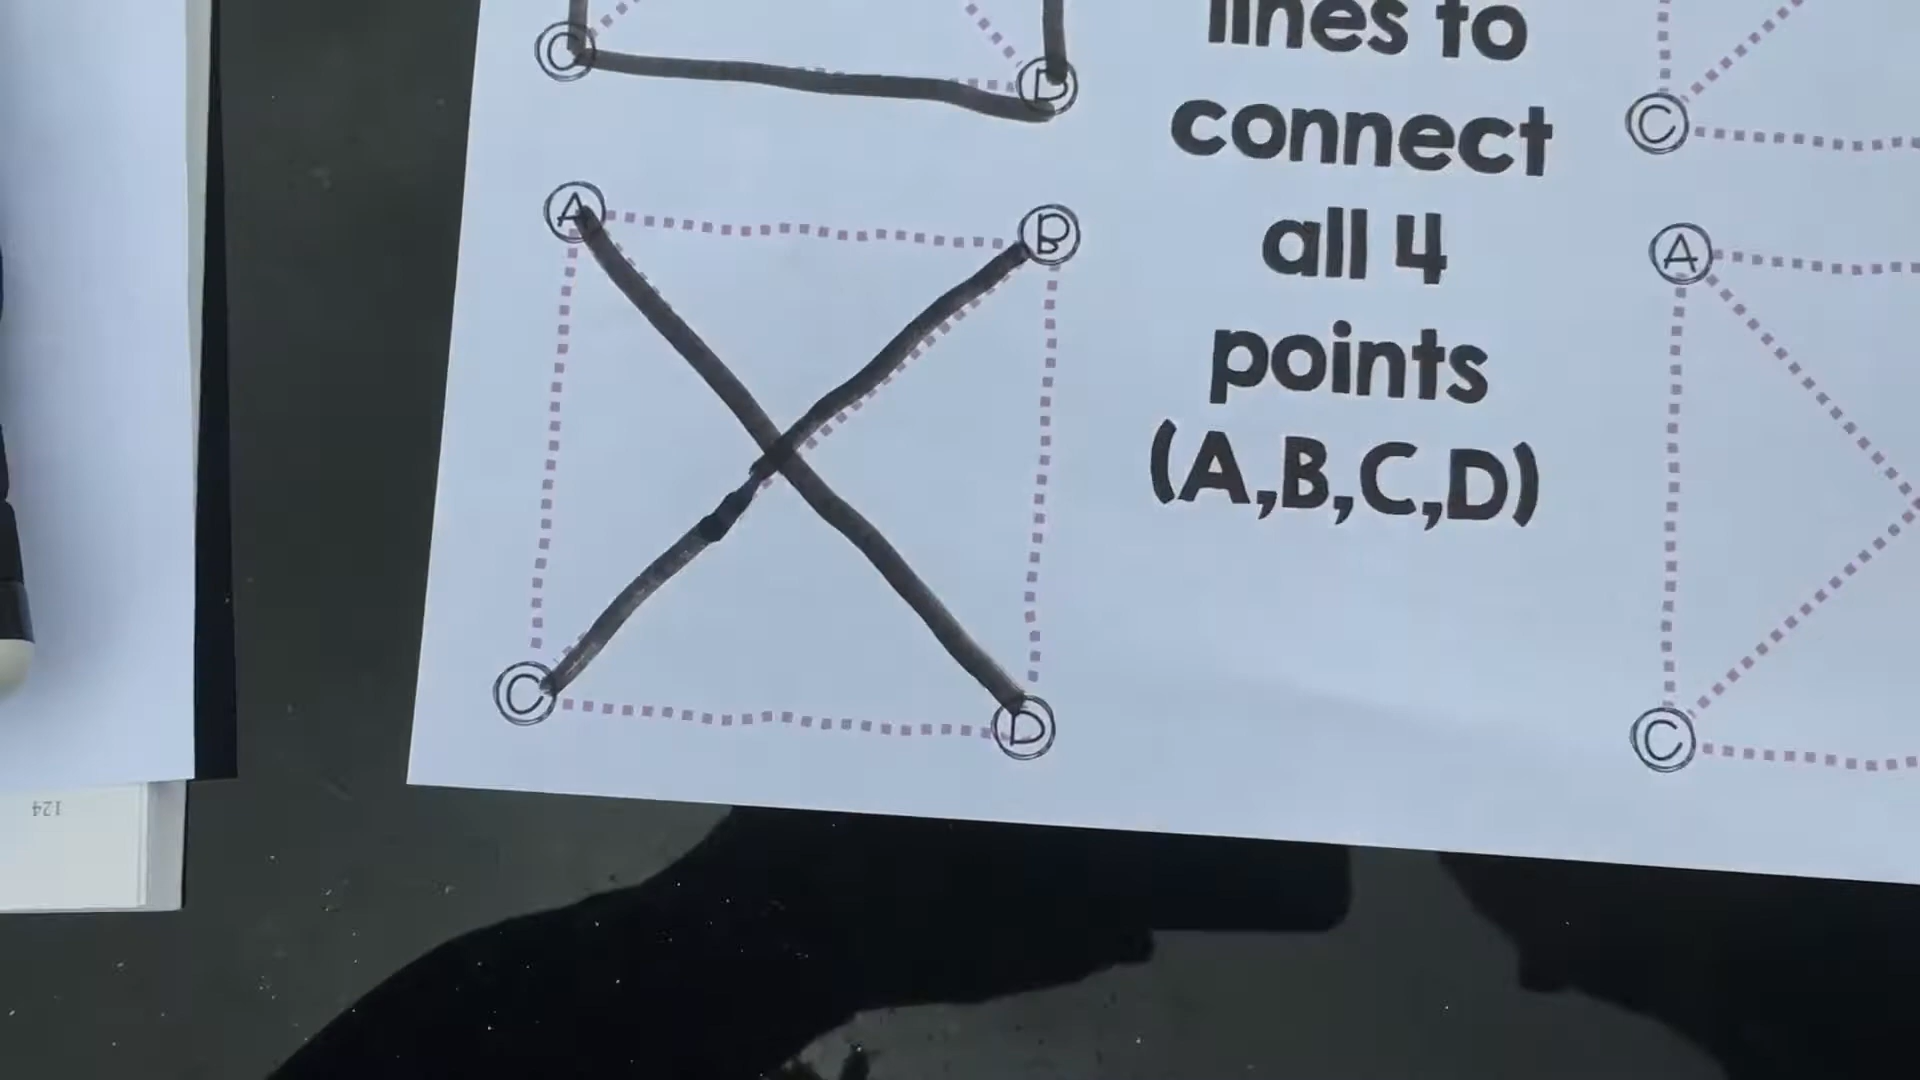 C
D
lines to
connect
all 4
points
(A,B,C,D)
A
B
C
D
C
A
C
124